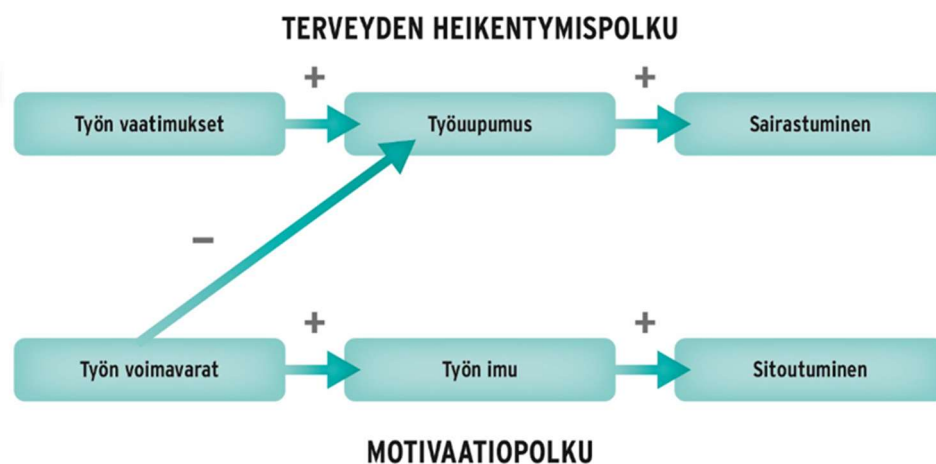 TERVEYDEN HEIKENTYMISPOLKU
+ +
Työn vaatimukset Työuupumus Sairastuminen
−
+ +
Työn voimavarat Työn imu Sitoutuminen
MOTIVAATIOPOLKU